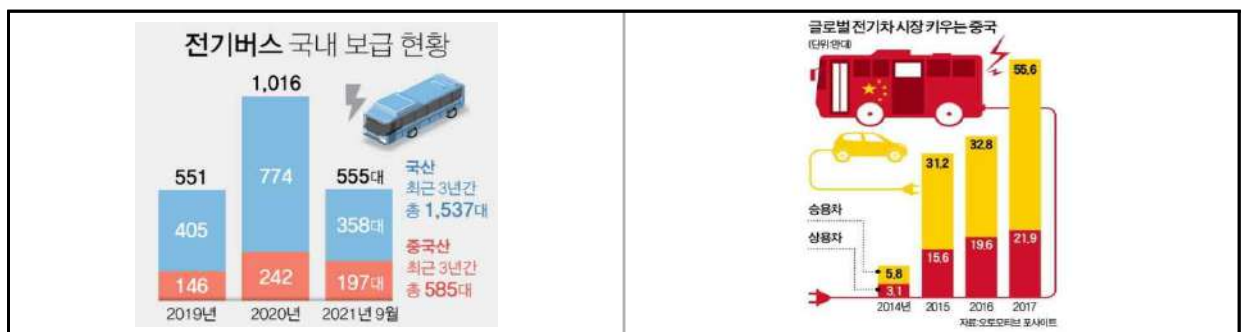 전기버스 국내 보급 현황
1,016
551
774
555대
405
358대
146
242
197대
2019년
2020년
2021년 9월
국산
최근 3년간
총 1,537대
중국산
최근 3년간
총 585대
글로벌 전기차 시장 키우는 중국
(단위:만대)
55.6
32.8
31.2
승용차
상용차
5.8
3.1
15.6
19.6
21.9
2014년
2015
2016
2017
자료:오토모티브 포사이트